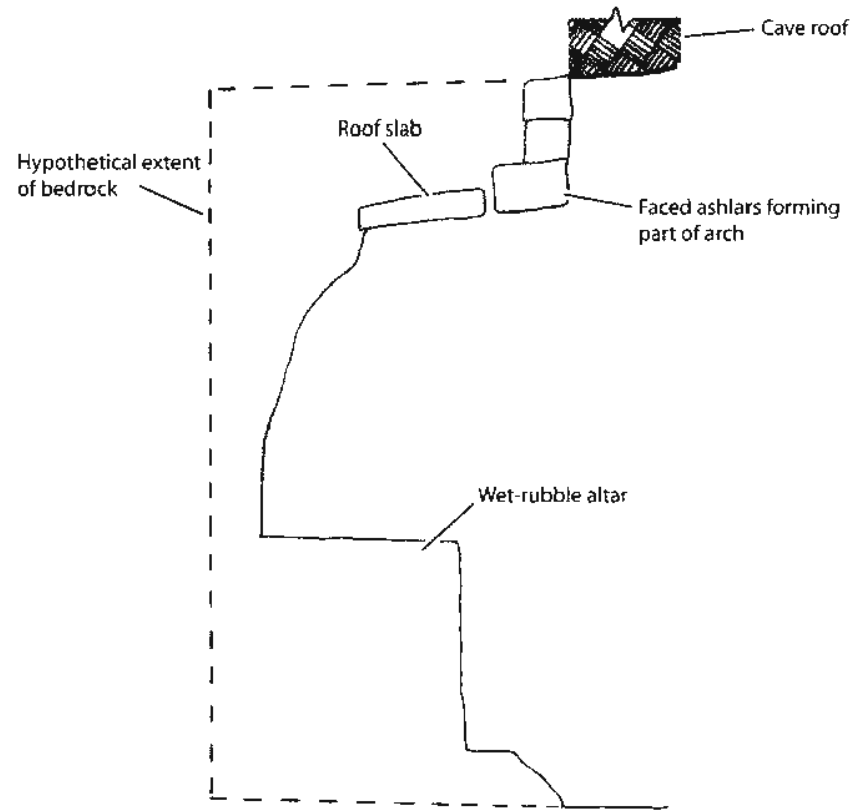 Cave roof
Roof slab
Hypothetical extent
of bedrock
Faced ashlars forming
part of arch
Wet-rubble altar